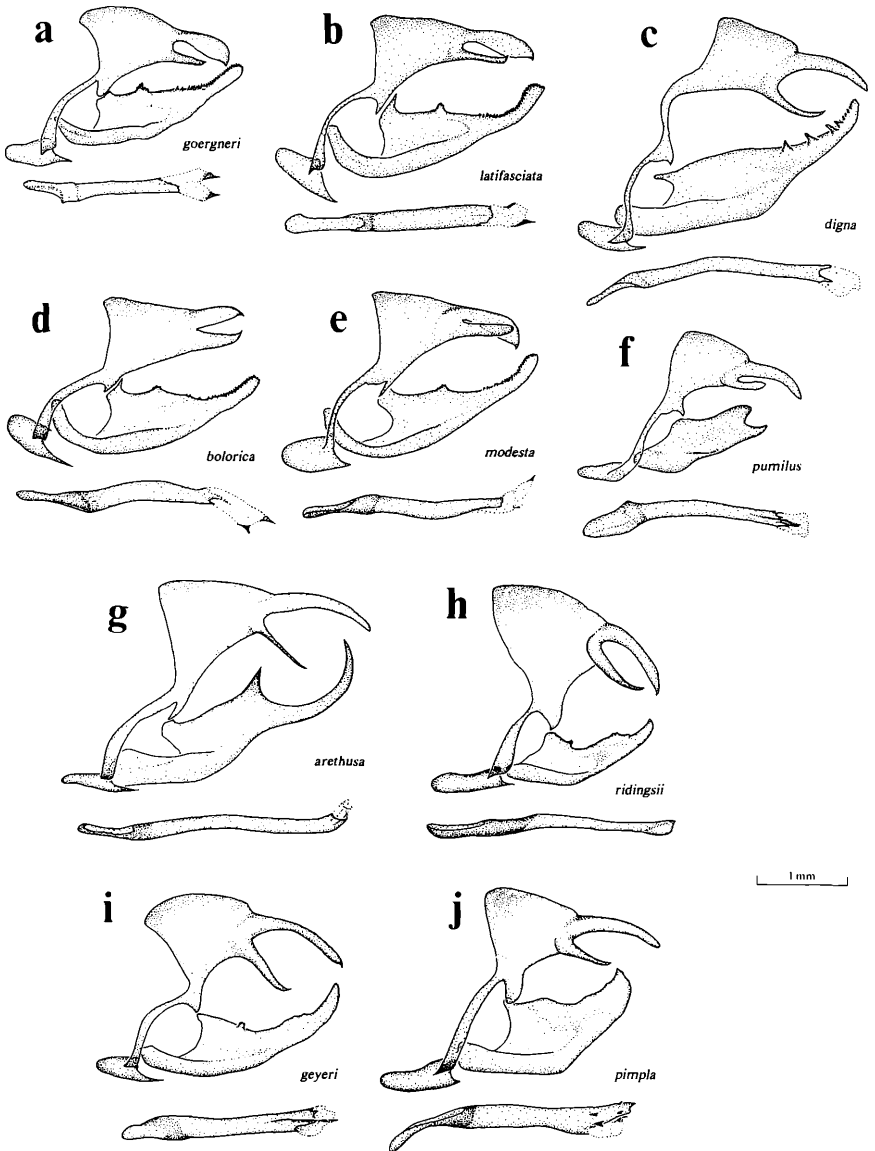 a
goergneri
b
latifasciata
c
digna
d
bolorica
e
modesta
f
pumilus
g
arethusa
h
ridingsii
1 mm
i
geyeri
j
pimpla